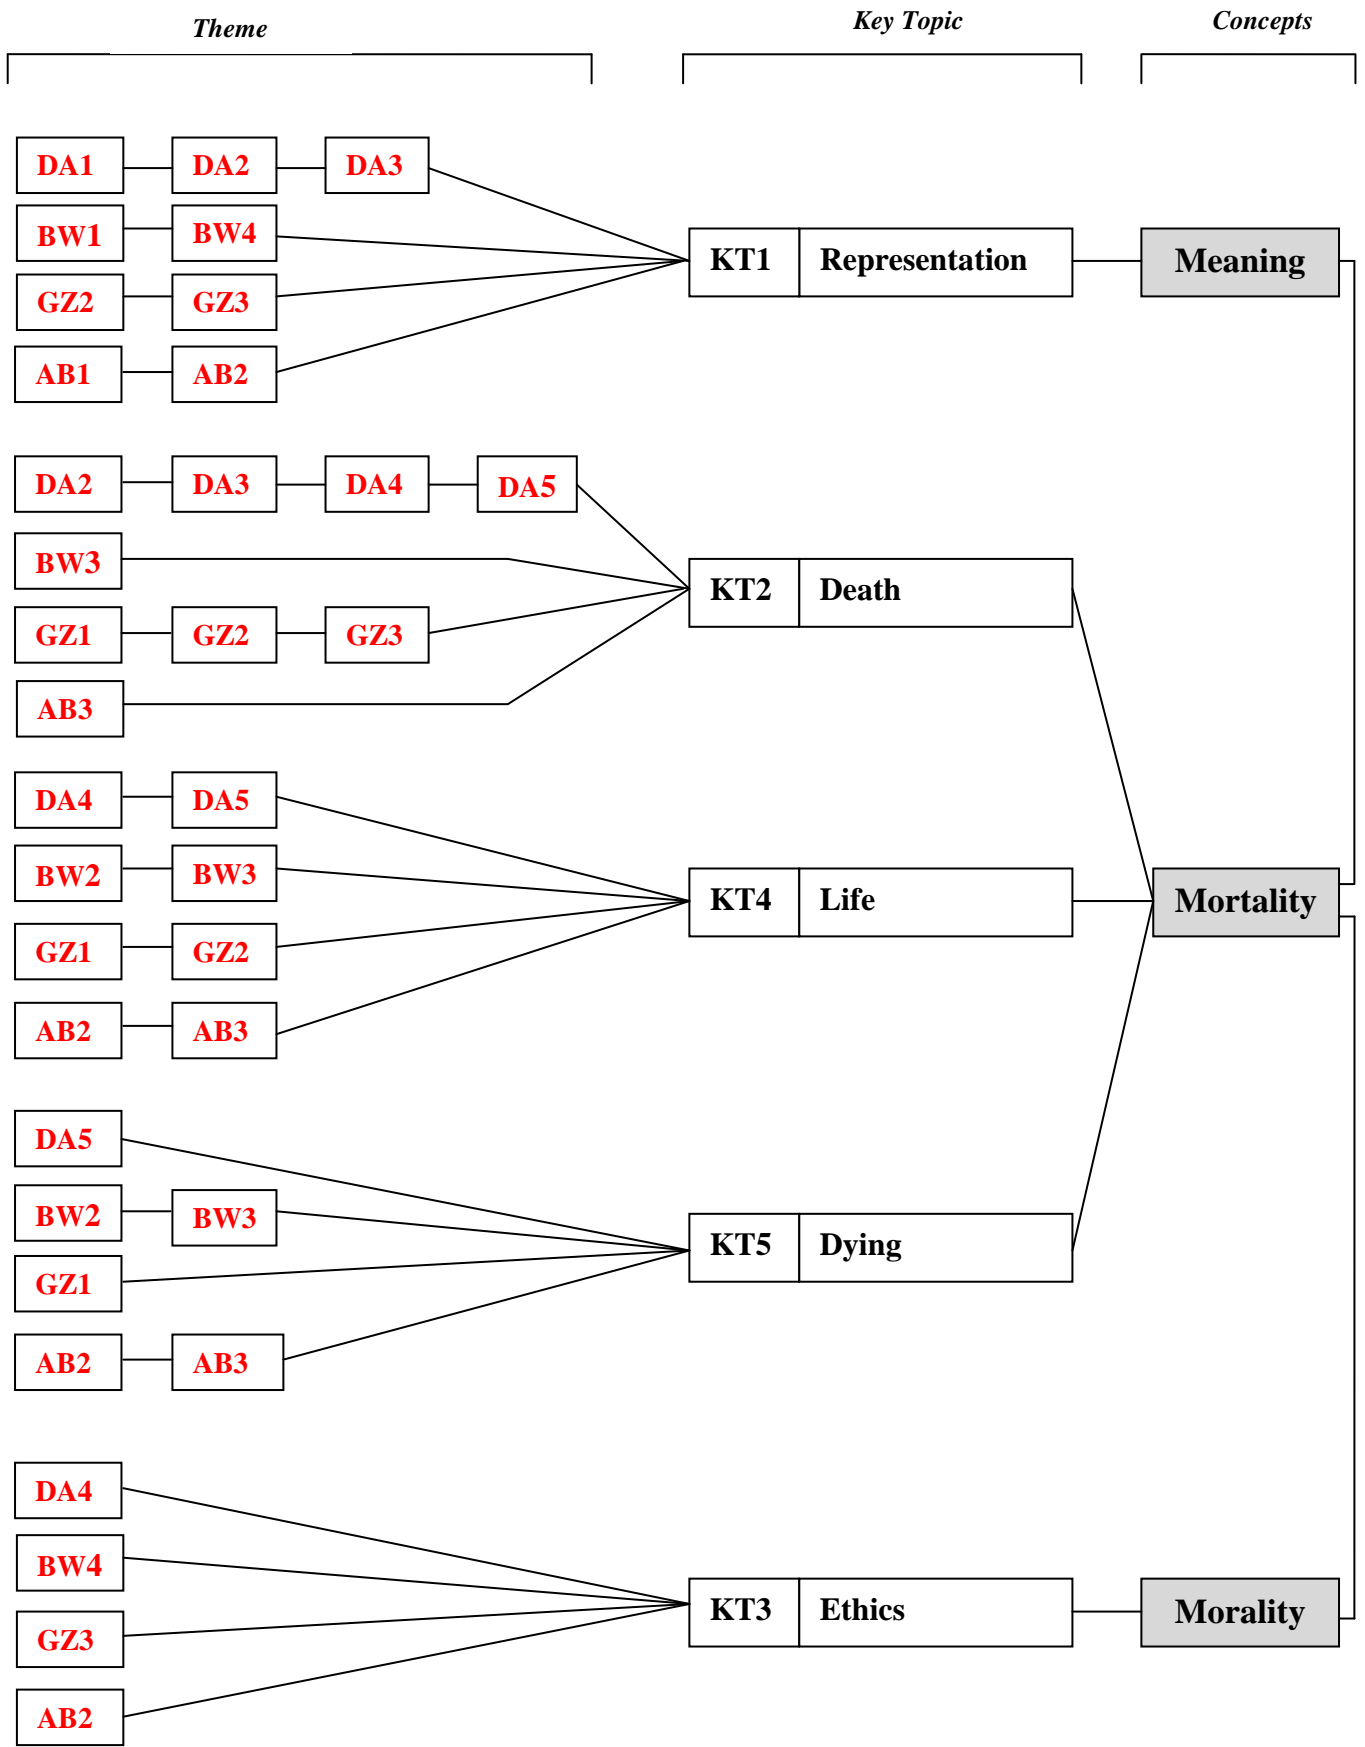 Theme Key Topic Concepts
DA1 DA2 DA3
BW1 BW4
KT1 Representation Meaning
GZ2 GZ3
AB1 AB2
DA2 DA3 DA4 DA5
BW3
KT2 Death
GZ1 GZ2 GZ3
AB3
DA4 DA5
BW2 BW3
KT4 Life Mortality
GZ1 GZ2
AB2 AB3
DA5
BW2 BW3
KT5 Dying
GZ1
AB2 AB3
DA4
BW4
KT3 Ethics Morality
GZ3
AB2